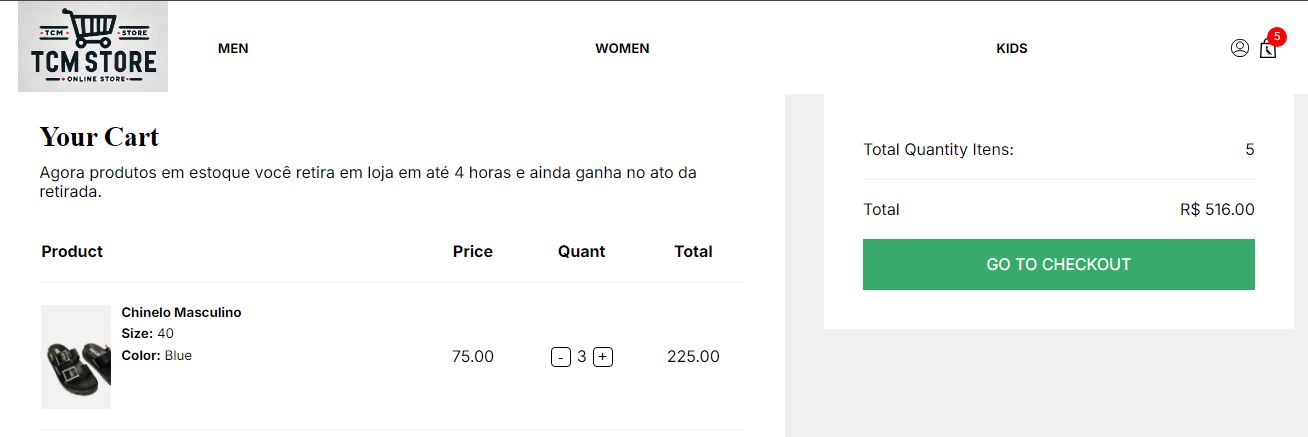 TCM STORE
TCM STORE
ONLINE STORE
MEN
WOMEN
KIDS
5
Your Cart
Agora produtos em estoque você retira em loja em até 4 horas e ainda ganha no ato da
retirada.
Product Price Quant Total
Chinelo Masculino
Size: 40
Color: Blue
75.00 - 3 + 225.00
Total Quantity Itens: 5
Total R$ 516.00
GO TO CHECKOUT